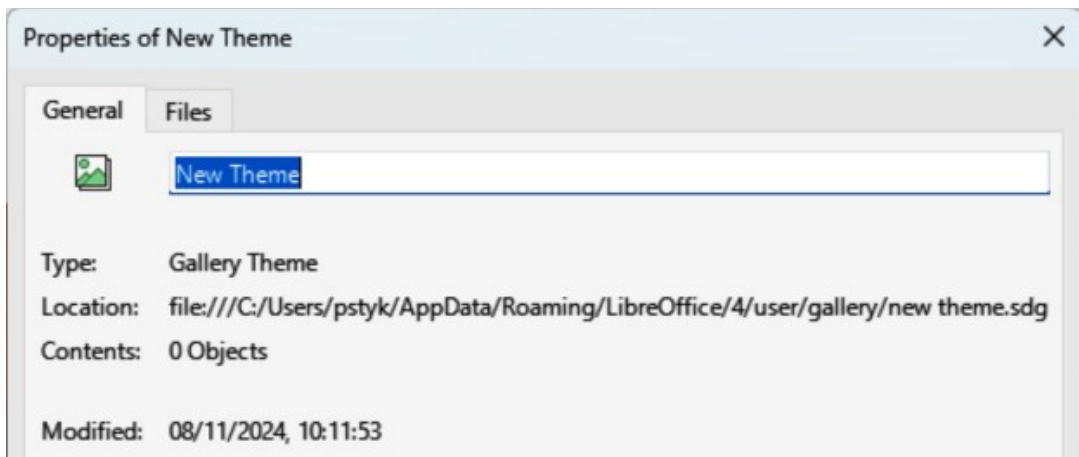 Properties of New Theme
General Files
New Theme
Type: Gallery Theme
Location: file:///C:/Users/pstyk/AppData/Roaming/LibreOffice/4/user/gallery/new theme.sdg
Contents: 0 Objects
Modified: 08/11/2024, 10:11:53